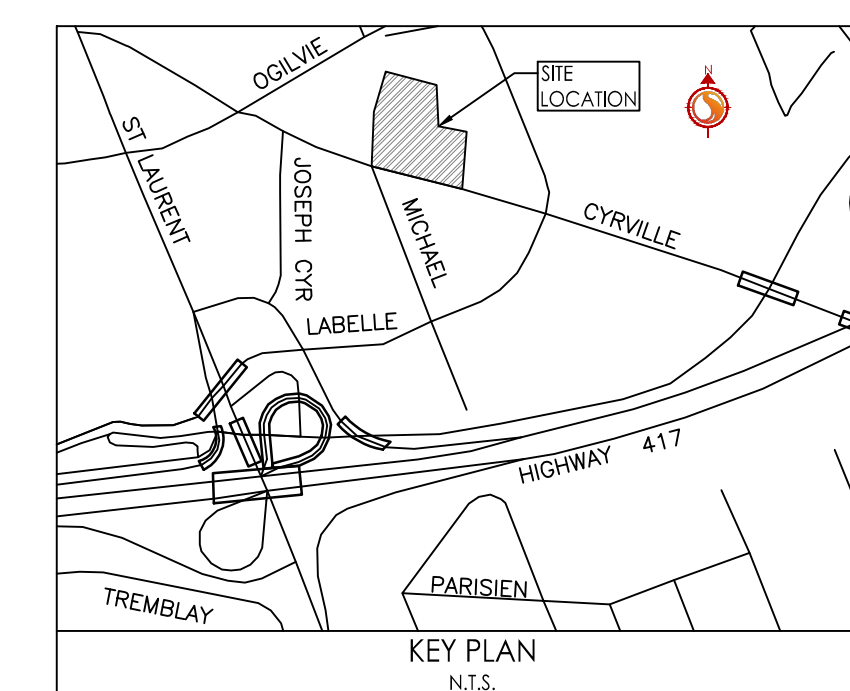 OGILVIE
SITE
LOCATION
N
ST LAURENT
JOSEPH CYR
MICHAEL
CYRVILLE
LABELLE
HIGHWAY 417
PARISIEN
TREMBLAY
KEY PLAN
N.T.S.